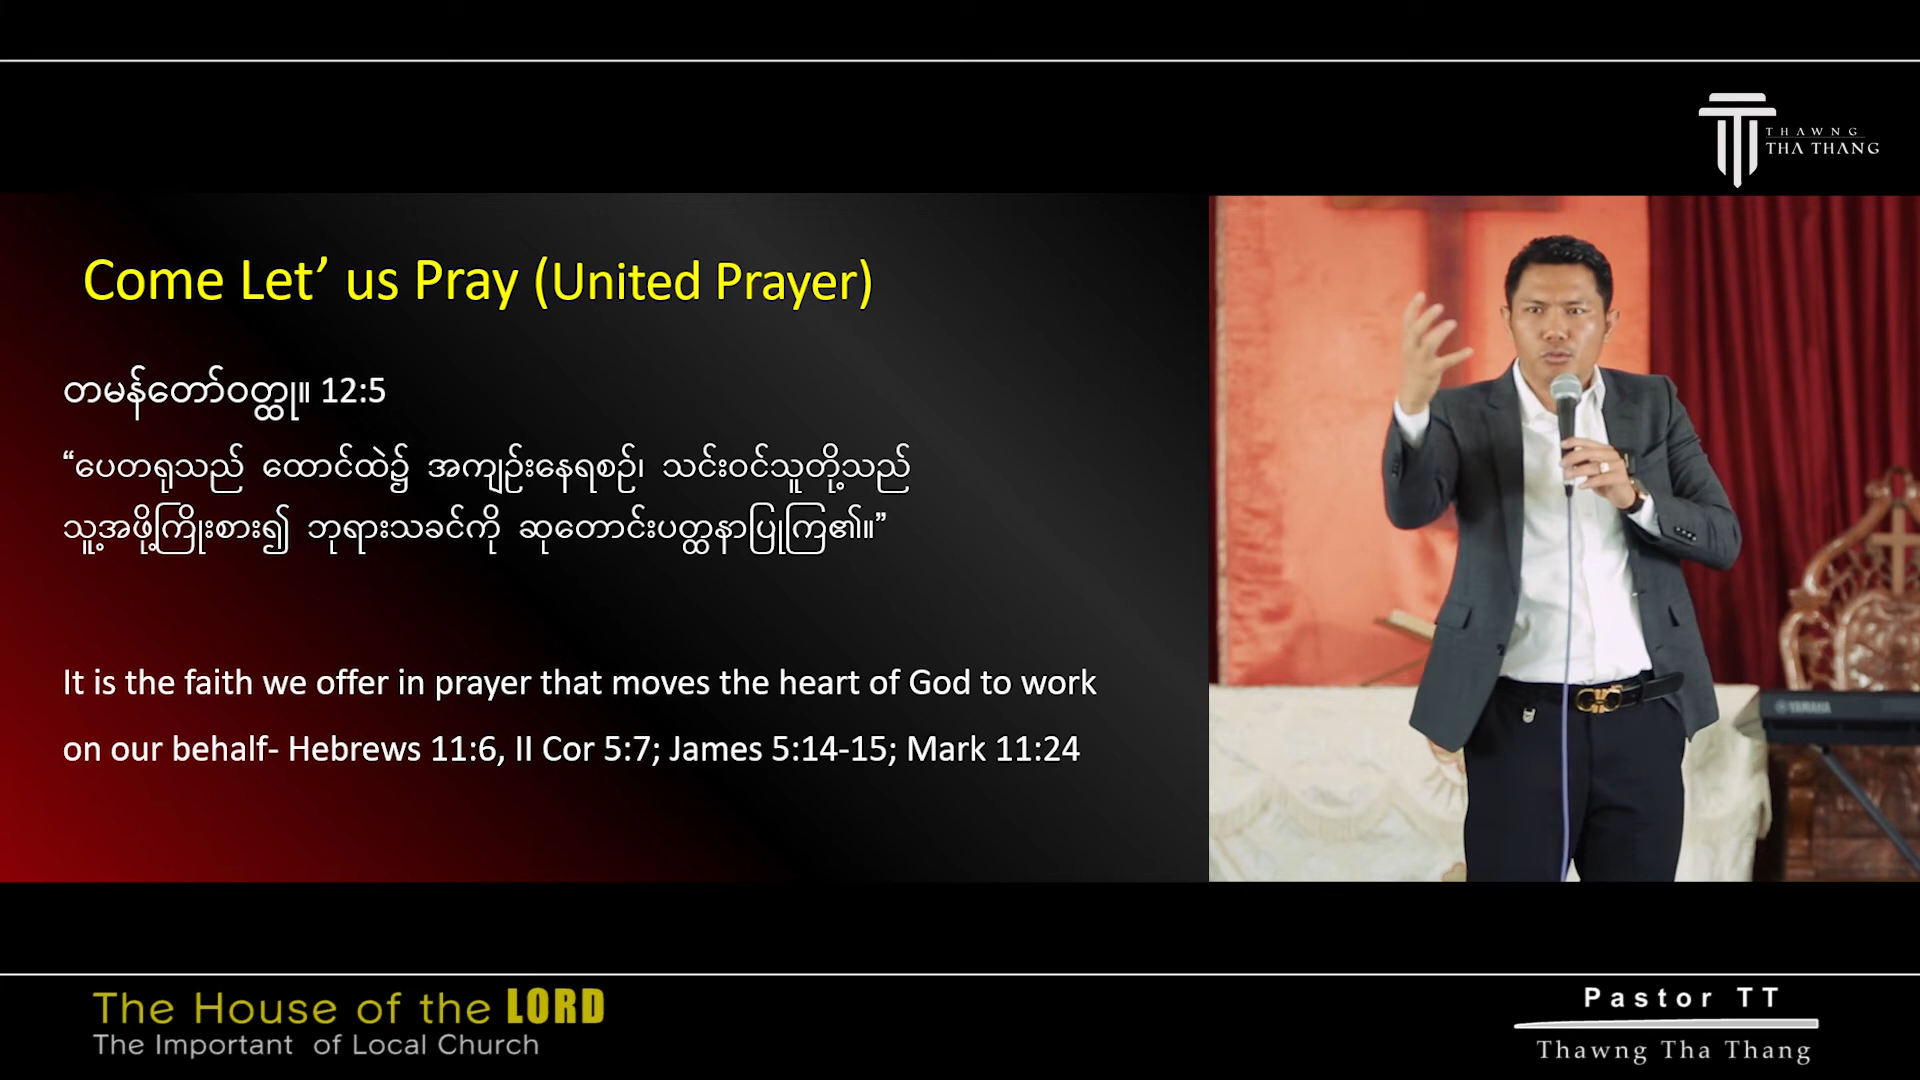 THAWNG
THA THANG
Come Let’ us Pray (United Prayer)
တမန်တော်ဝတ္ထု။ 12:5
“ပေတရုသည် ထောင်ထဲ၌ အကျဉ်းနေရစဉ်၊ သင်းဝင်သူတို့သည်
သူ့အဖို့ကြိုးစား၍ ဘုရားသခင်ကို ဆုတောင်းပတ္ထနာပြုကြ၏။”
It is the faith we offer in prayer that moves the heart of God to work
on our behalf- Hebrews 11:6, II Cor 5:7; James 5:14-15; Mark 11:24
YAMAHA
The House of the LORD
The Important of Local Church
Pastor TT
Thawng Tha Thang